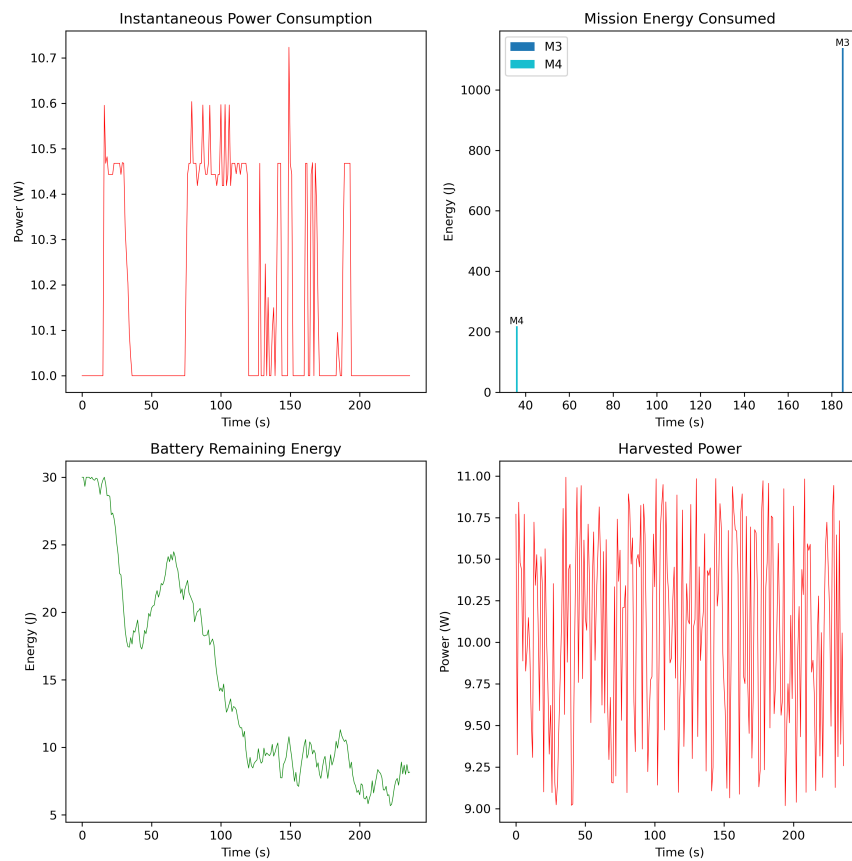 Instantaneous Power Consumption
Power (W)
10.7
10.6
10.5
10.4
10.3
10.2
10.1
10.0
0 50 100 150 200
Time (s)
Mission Energy Consumed
Energy (J)
1000
800
600
400
200
0
M3
M4
M3
M4
40 60 80 100 120 140 160 180
Time (s)
Battery Remaining Energy
Energy (J)
30
25
20
15
10
5
0 50 100 150 200
Time (s)
Harvested Power
Power (W)
11.00
10.75
10.50
10.25
10.00
9.75
9.50
9.25
9.00
0 50 100 150 200
Time (s)